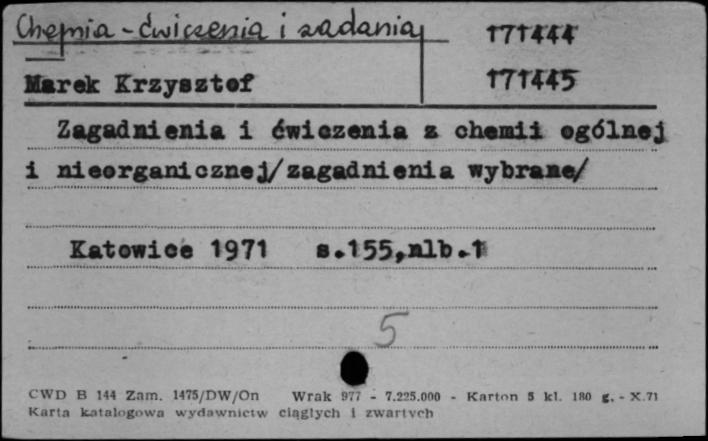 Chemia - ćwiczenia i zadania
171444
Marek Krzysztof
171445
Zagadnienia i ćwiczenia z chemii ogólnej
i nieorganicznej/zagadnienia wybrane/
Katowice 1971 s.155,nlb.1
5
CWD B 144 Zam. 1475/DW/On Wrak 977 - 7.225.000 - Karton 5 kl. 180 g. - X.71
Karta katalogowa wydawnictw ciągłych i zwartych